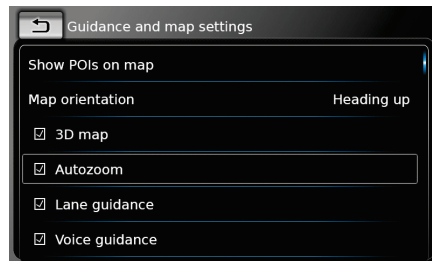 Guidance and map settings
Show POIs on map
Map orientation Heading up
3D map
Autozoom
Lane guidance
Voice guidance